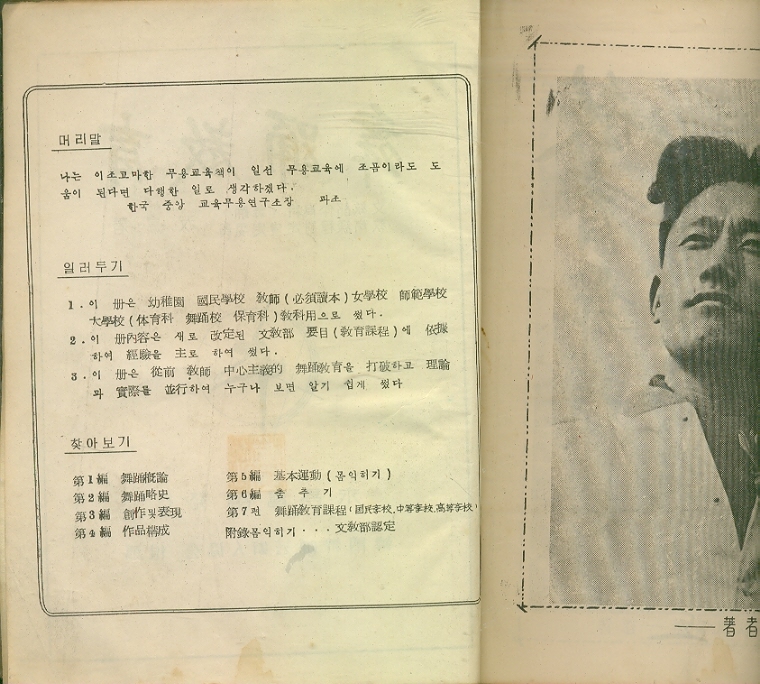 머리말
나는 이조고마한 무용교육책이 일선 무용교육에 조곰이라도 도
움이 된다면 다행한 일로 생각하겠다.
한국 중앙 교육무용연구소장 파조
일러두기
1. 이 册은 幼稚園 國民學校 敎師(必須讀本)女學校 師範學校
大學校(体育科 舞踊校 保育科)敎科用으로 썼다.
2. 이 册內容은 새로 改定된 文敎部 要目(敎育課程)에 依據
하여 經驗을 主로 하여 썼다.
3. 이 册은 從前 敎師 中心主義的 舞踊敎育을 打破하고 理論
과 實際를 並行하여 누구나 보면 알기 쉽게 썼다
찾아보기
第1編 舞踊槪論
第2編 舞踊略史
第3編 創作및表現
第4編 作品構成
第5編 基本運動(몸익히기)
第6編 춤추기
第7편 舞踊敎育課程(國民學校.中等學校.高等學校)
附錄몸익히기···文敎部認定
── 著者